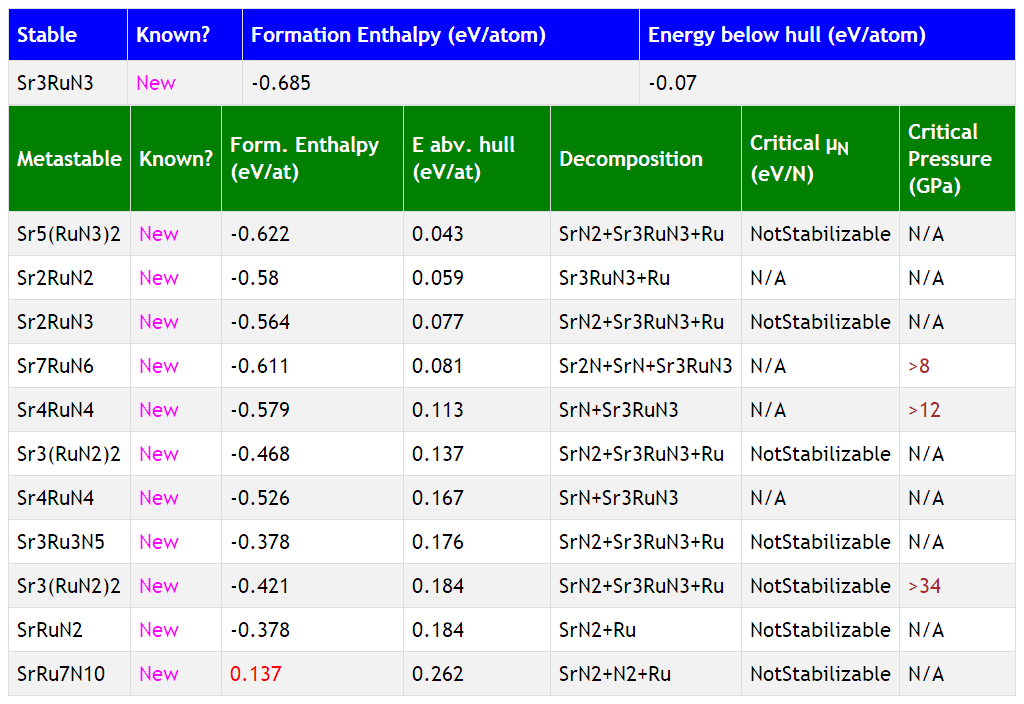 Stable Known? Formation Enthalpy (eV/atom) Energy below hull (eV/atom)
Sr3RuN3 New -0.685 -0.07
Metastable Known? Form. Enthalpy (eV/at) E abv. hull (eV/at) Decomposition Critical μN (eV/N) Critical Pressure (GPa)
Sr5(RuN3)2 New -0.622 0.043 SrN2+Sr3RuN3+Ru NotStabilizable N/A
Sr2RuN2 New -0.58 0.059 Sr3RuN3+Ru N/A N/A
Sr2RuN3 New -0.564 0.077 SrN2+Sr3RuN3+Ru NotStabilizable N/A
Sr7RuN6 New -0.611 0.081 Sr2N+SrN+Sr3RuN3 N/A >8
Sr4RuN4 New -0.579 0.113 SrN+Sr3RuN3 N/A >12
Sr3(RuN2)2 New -0.468 0.137 SrN2+Sr3RuN3+Ru NotStabilizable N/A
Sr4RuN4 New -0.526 0.167 SrN+Sr3RuN3 N/A N/A
Sr3Ru3N5 New -0.378 0.176 SrN2+Sr3RuN3+Ru NotStabilizable N/A
Sr3(RuN2)2 New -0.421 0.184 SrN2+Sr3RuN3+Ru NotStabilizable >34
SrRuN2 New -0.378 0.184 SrN2+Ru NotStabilizable N/A
SrRu7N10 New 0.137 0.262 SrN2+N2+Ru NotStabilizable N/A